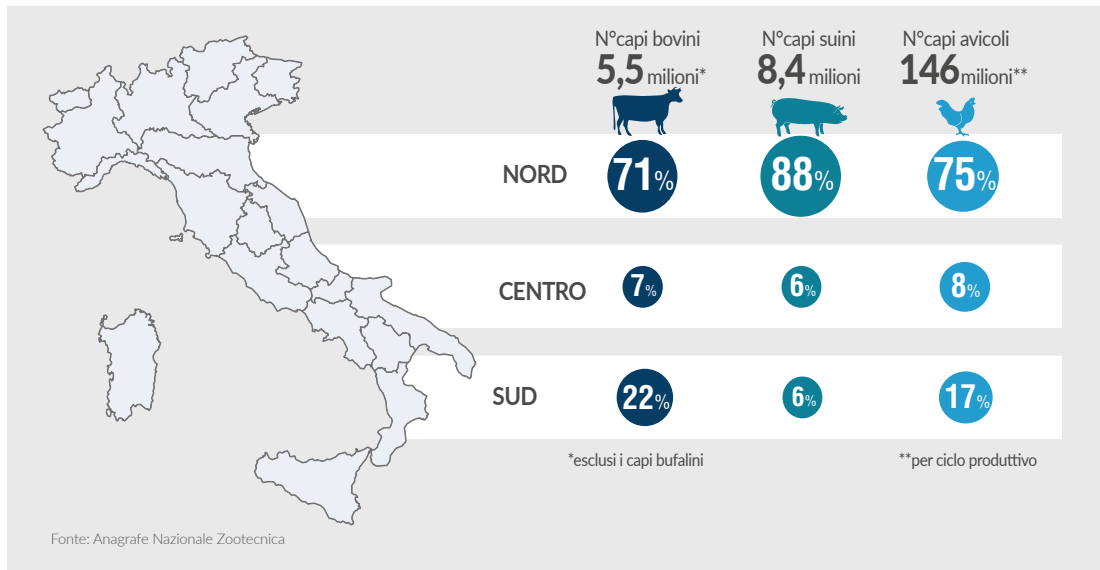 N°capi bovini
5,5 milioni*
N°capi suini
8,4 milioni
N°capi avicoli
146 milioni**
NORD
71%
88%
75%
CENTRO
7%
6%
8%
SUD
22%
6%
17%
*esclusi i capi bufalini
**per ciclo produttivo
Fonte: Anagrafe Nazionale Zootecnica